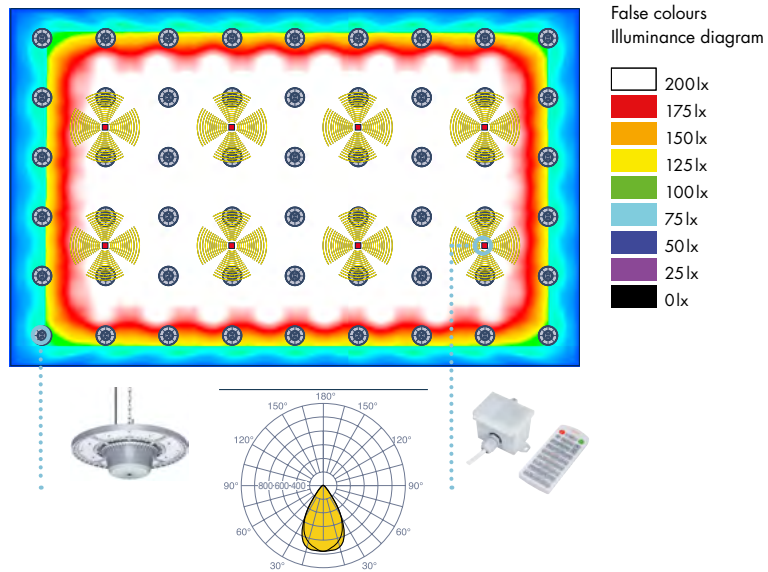 False colours
Illuminance diagram
200 lx
175 lx
150 lx
125 lx
100 lx
75 lx
50 lx
25 lx
0 lx
180°
150° 150°
120° 120°
90° 800 600 400 90°
60° 60°
30° 30°